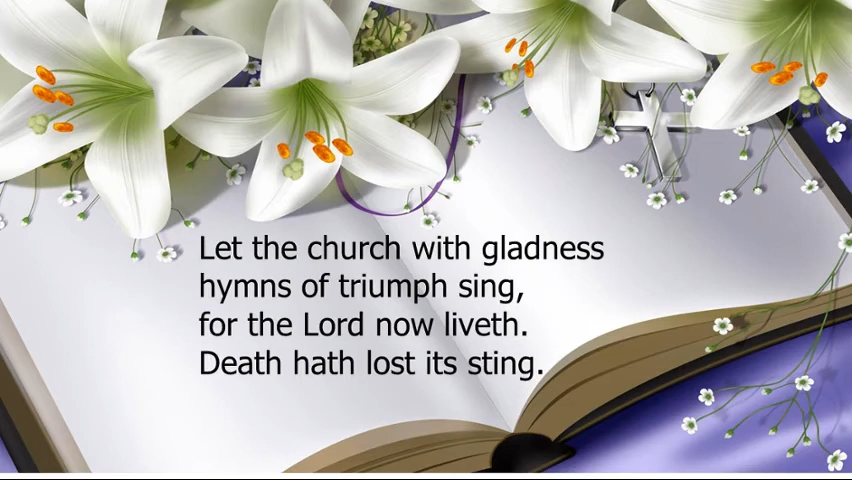 Let the church with gladness
hymns of triumph sing,
for the Lord now liveth.
Death hath lost its sting.